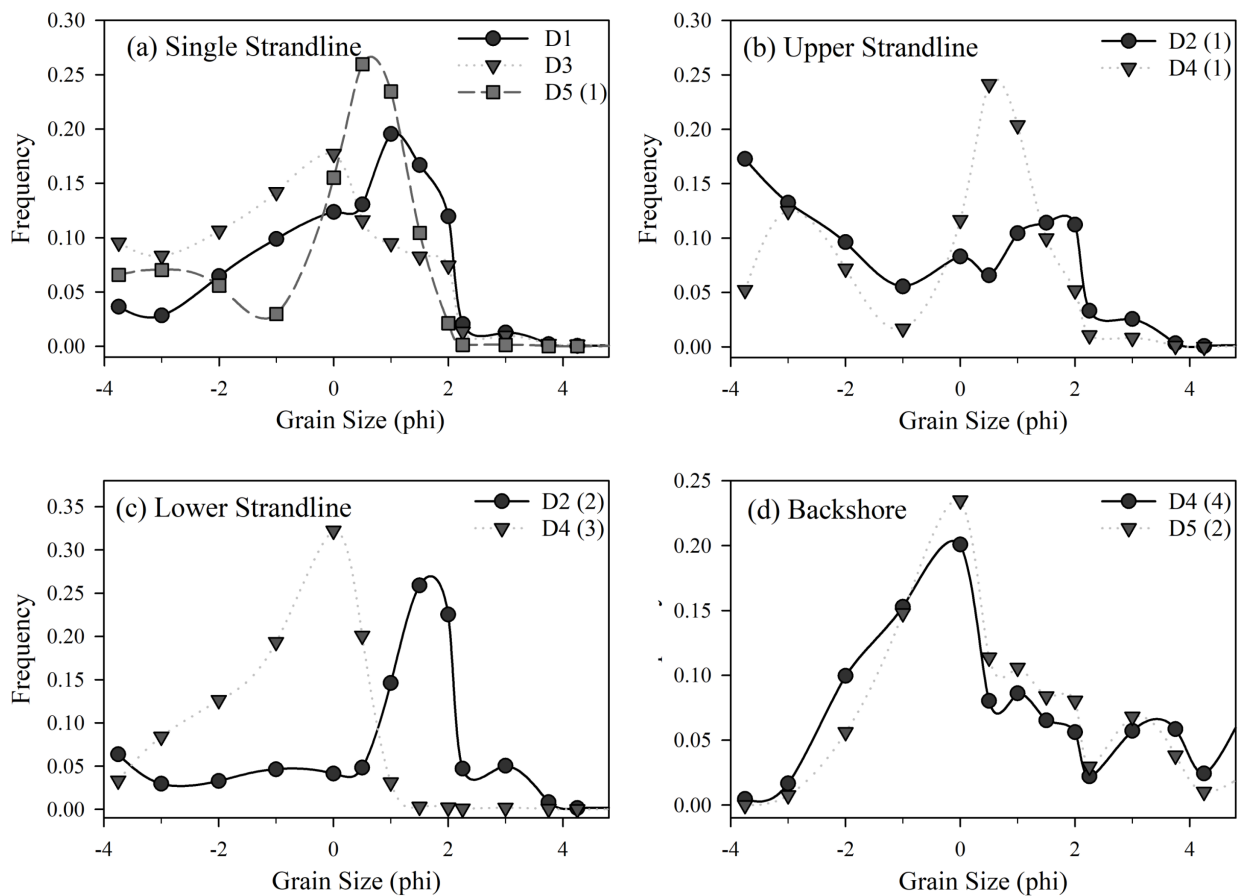 (a) Single Strandline
D1
D3
D5 (1)
0.30
0.25
0.20
0.15
0.10
0.05
0.00
Frequency
-4 -2 0 2 4
Grain Size (phi)
(b) Upper Strandline
D2 (1)
D4 (1)
0.30
0.25
0.20
0.15
0.10
0.05
0.00
Frequency
-4 -2 0 2 4
Grain Size (phi)
(c) Lower Strandline
D2 (2)
D4 (3)
0.35
0.30
0.25
0.20
0.15
0.10
0.05
0.00
Frequency
-4 -2 0 2 4
Grain Size (phi)
(d) Backshore
D4 (4)
D5 (2)
0.25
0.20
0.15
0.10
0.05
0.00
-4 -2 0 2 4
Grain Size (phi)